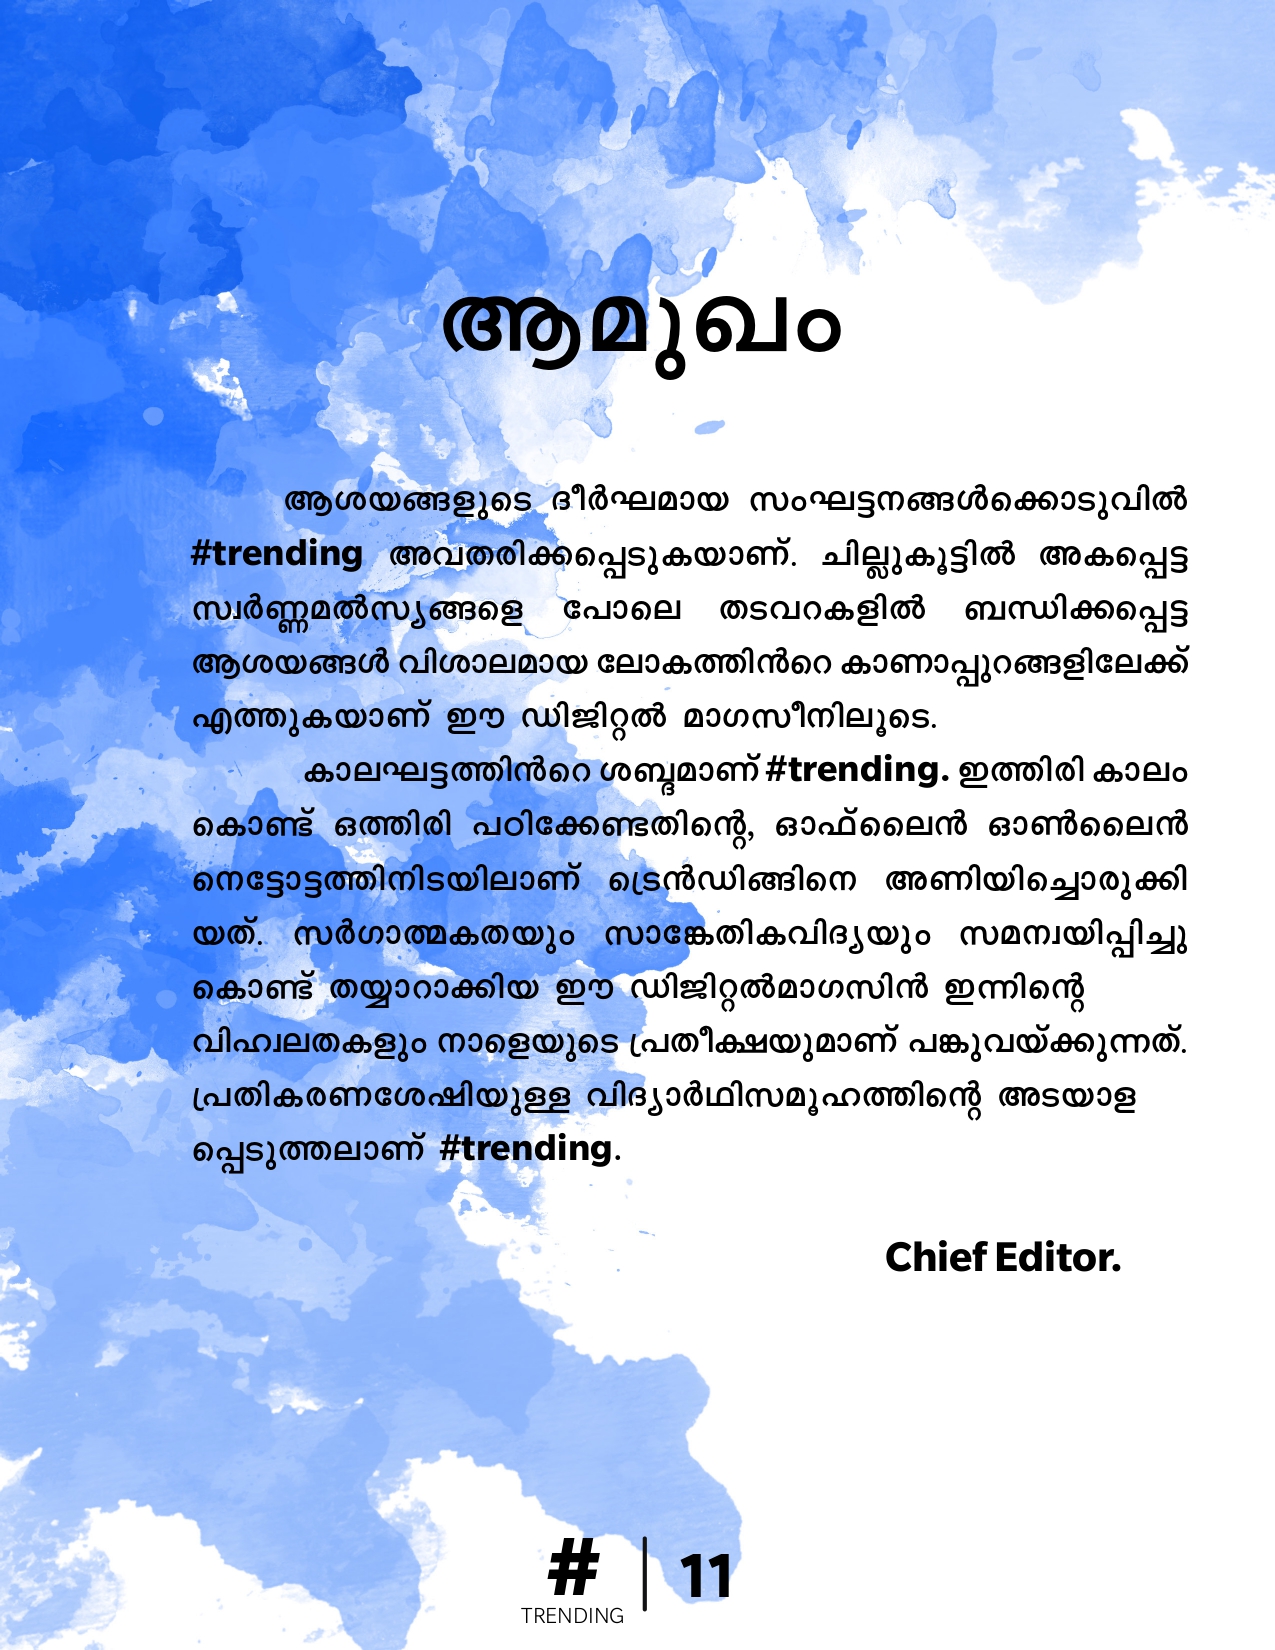 ആമുഖം
ആശയങ്ങളുടെ ദീർഘമായ സംഘട്ടനങ്ങൾക്കൊടുവിൽ
#trending അവതരിക്കപ്പെടുകയാണ്. ചില്ലുകൂട്ടിൽ അകപ്പെട്ട
സ്വർണ്ണമൽസ്യങ്ങളെ പോലെ തടവറകളിൽ ബന്ധിക്കപ്പെട്ട
ആശയങ്ങൾ വിശാലമായ ലോകത്തിൻറെ കാണാപ്പുറങ്ങളിലേക്ക്
എത്തുകയാണ് ഈ ഡിജിറ്റൽ മാഗസീനിലൂടെ.
കാലഘട്ടത്തിൻറെ ശബ്ദമാണ് #trending. ഇത്തിരി കാലം
കൊണ്ട് ഒത്തിരി പഠിക്കേണ്ടതിന്റെ, ഓഫ്ലൈൻ ഓൺലൈൻ
നെട്ടോട്ടത്തിനിടയിലാണ് ട്രെൻഡിങ്ങിനെ അണിയിച്ചൊരുക്കി
യത്. സർഗാത്മകതയും സാങ്കേതികവിദ്യയും സമന്വയിപ്പിച്ചു
കൊണ്ട് തയ്യാറാക്കിയ ഈ ഡിജിറ്റൽമാഗസിൻ ഇന്നിന്റെ
വിഹ്വലതകളും നാളെയുടെ പ്രതീക്ഷയുമാണ് പങ്കുവയ്ക്കുന്നത്.
പ്രതികരണശേഷിയുള്ള വിദ്യാർഥിസമൂഹത്തിന്റെ അടയാള
പ്പെടുത്തലാണ് #trending.
Chief Editor.
# | 11
TRENDING